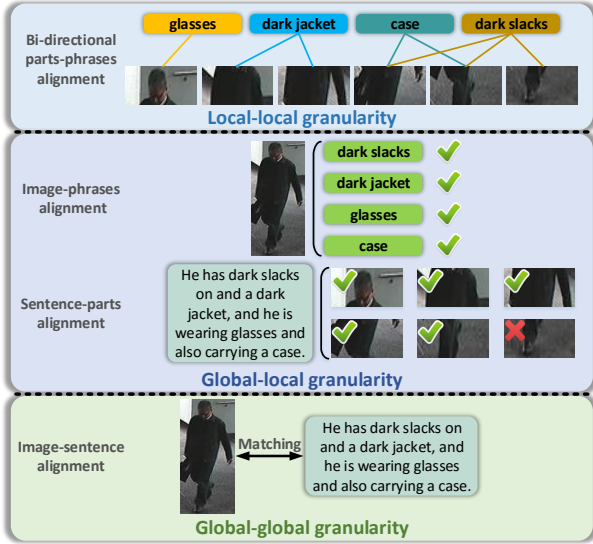 glasses dark jacket case dark slacks
Bi-directional
parts-phrases
alignment
Local-local granularity
Image-phrases
alignment
dark slacks
dark jacket
glasses
case
Sentence-parts
alignment
He has dark slacks
on and a dark
jacket, and he is
wearing glasses and
also carrying a case.
Global-local granularity
Image-sentence
alignment
Matching
He has dark slacks on
and a dark jacket, and
he is wearing glasses
and also carrying a case.
Global-global granularity